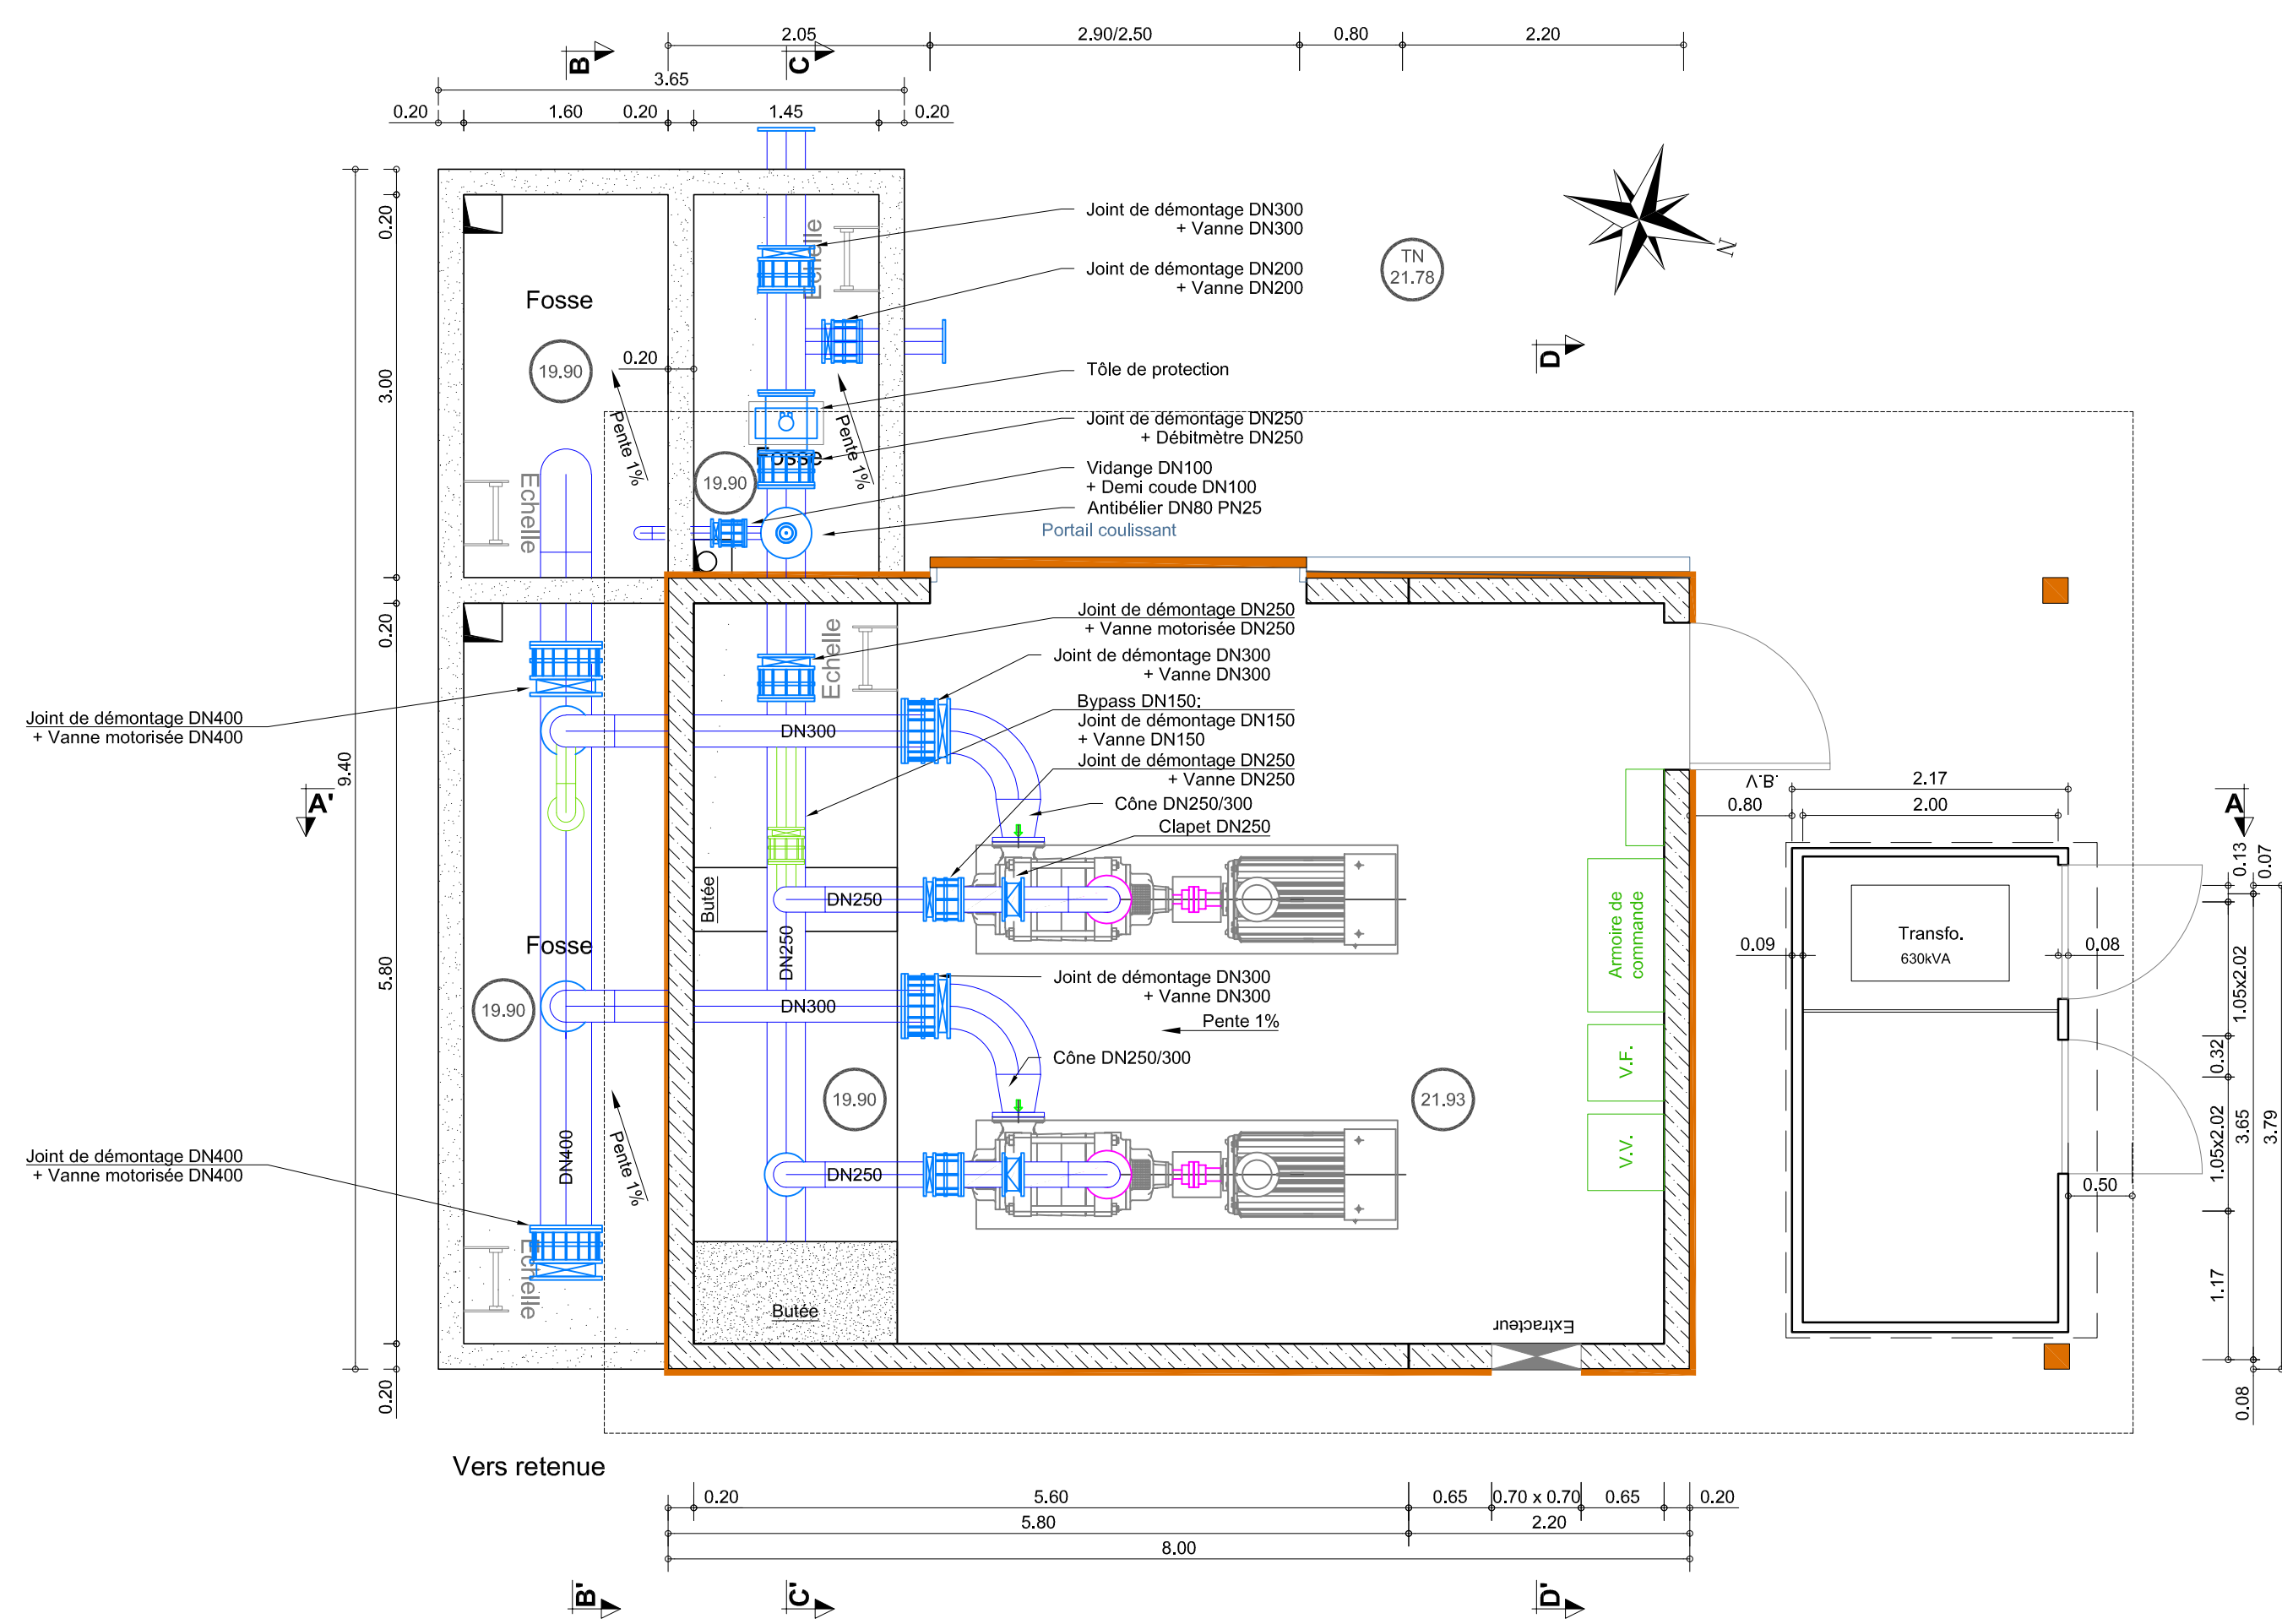 2.05
2.90/2.50
0.80
2.20
B
C
3.65
0.20
1.60
0.20
1.45
0.20
Joint de démontage DN300
+ Vanne DN300
Joint de démontage DN200
+ Vanne DN200
TN
21.78
N
Echelle
0.20
Fosse
19.90
0.20
D
3.00
Tôle de protection
Pente 1%
Pente 1%
Joint de démontage DN250
+ Débitmètre DN250
Fosse
19.90
Vidange DN100
+ Demi coude DN100
Antibélier DN80 PN25
Echelle
Portail coulissant
0.20
Joint de démontage DN250
+ Vanne motorisée DN250
Echelle
Joint de démontage DN300
+ Vanne DN300
Bypass DN150:
Joint de démontage DN150
+ Vanne DN150
Joint de démontage DN250
+ Vanne DN250
Joint de démontage DN400
+ Vanne motorisée DN400
DN300
9.40
A'
Cône DN250/300
Clapet DN250
B.V.
0.80
2.17
2.00
A
0.13
0.07
Butée
DN250
DN250
Armoire de
commande
Transfo.
630kVA
0.09
0.08
Fosse
5.80
19.90
DN300
Joint de démontage DN300
+ Vanne DN300
Pente 1%
1.05x2.02
0.32
Cône DN250/300
19.90
21.93
V.F.
V.V.
3.65
3.79
1.05x2.02
0.50
DN400
Pente 1%
Joint de démontage DN400
+ Vanne motorisée DN400
DN250
Echelle
Butée
Extracteur
1.17
0.20
0.08
Vers retenue
0.20
5.60
0.65
0.70 x 0.70
0.65
0.20
5.80
2.20
8.00
B'
C'
D'